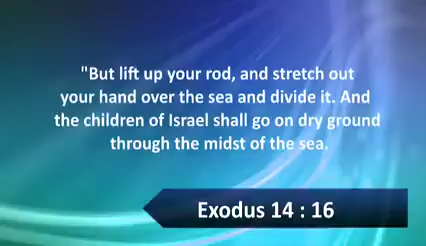 "But lift up your rod, and stretch out
your hand over the sea and divide it. And
the children of Israel shall go on dry ground
through the midst of the sea.
Exodus 14 : 16